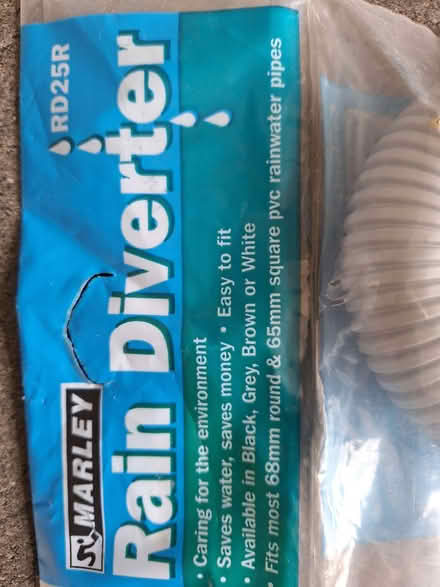 RD25R
MARLEY
Rain Diverter
• Caring for the environment
• Saves water, saves money • Easy to fit
• Available in Black, Grey, Brown or White
• Fits most 68mm round & 65mm square pvc rainwater pipes